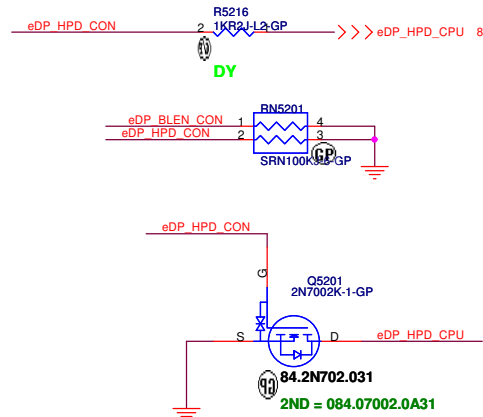 R5216
eDP_HPD_CON 2 1KR2J-L2-GP eDP_HPD_CPU 8
DY
RN5201
eDP_BLEN_CON 1 4
eDP_HPD_CON 2 3
GP
eDP_HPD_CON
G
Q5201
2N7002K-1-GP
S D eDP_HPD_CPU
84.2N702.031
2ND = 084.07002.0A31